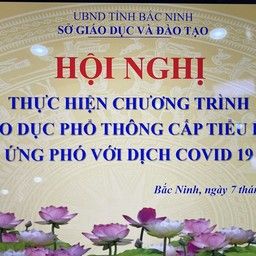 UBND TỈNH BẮC NINH
SỞ GIÁO DỤC VÀ ĐÀO TẠO
HỘI NGHỊ
THỰC HIỆN CHƯƠNG TRÌNH
O DỤC PHỔ THÔNG CẤP TIỂU
ỨNG PHÓ VỚI DỊCH COVID 19
Bắc Ninh, ngày 7 thá